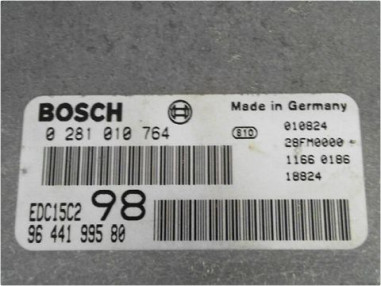 BOSCH Made in Germany
0 281 010 764 010824
28FM0000
1166 0186
18824
EDC15C2 98
96 441 995 80